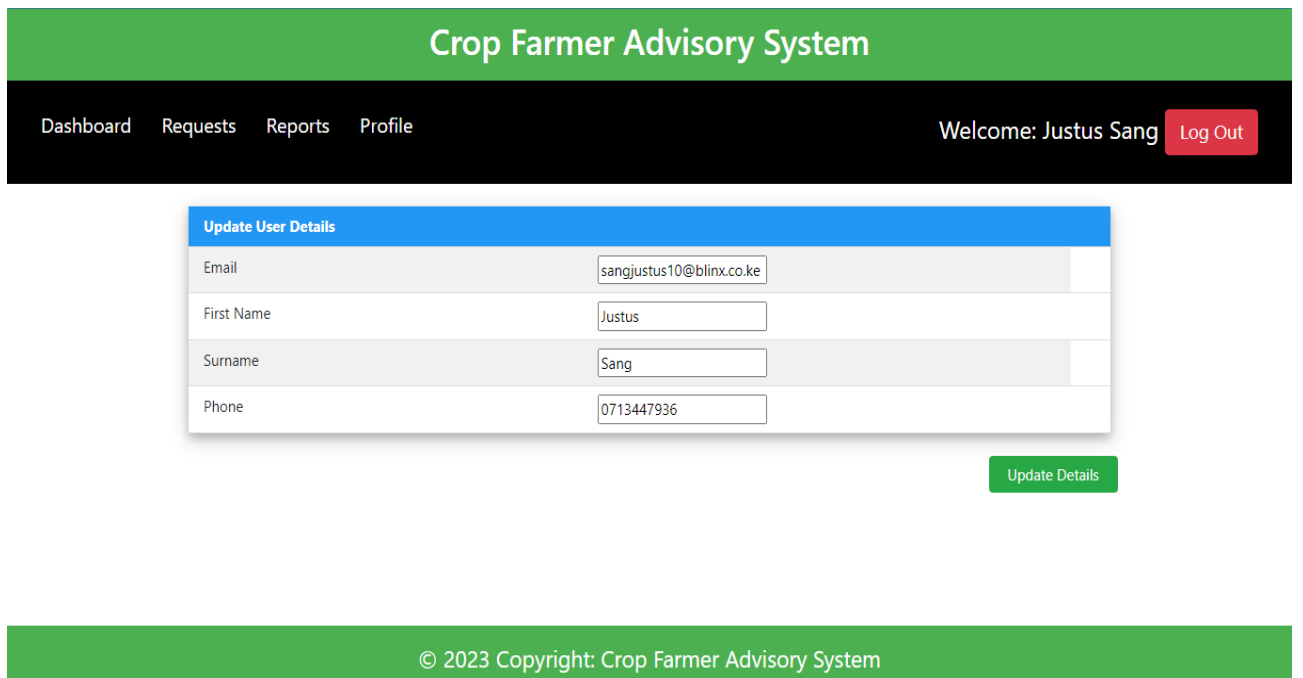 Crop Farmer Advisory System
Dashboard Requests Reports Profile Welcome: Justus Sang Log Out
Update User Details
Email sangjustus10@blinx.co.ke
First Name Justus
Surname Sang
Phone 0713447936
Update Details
© 2023 Copyright: Crop Farmer Advisory System